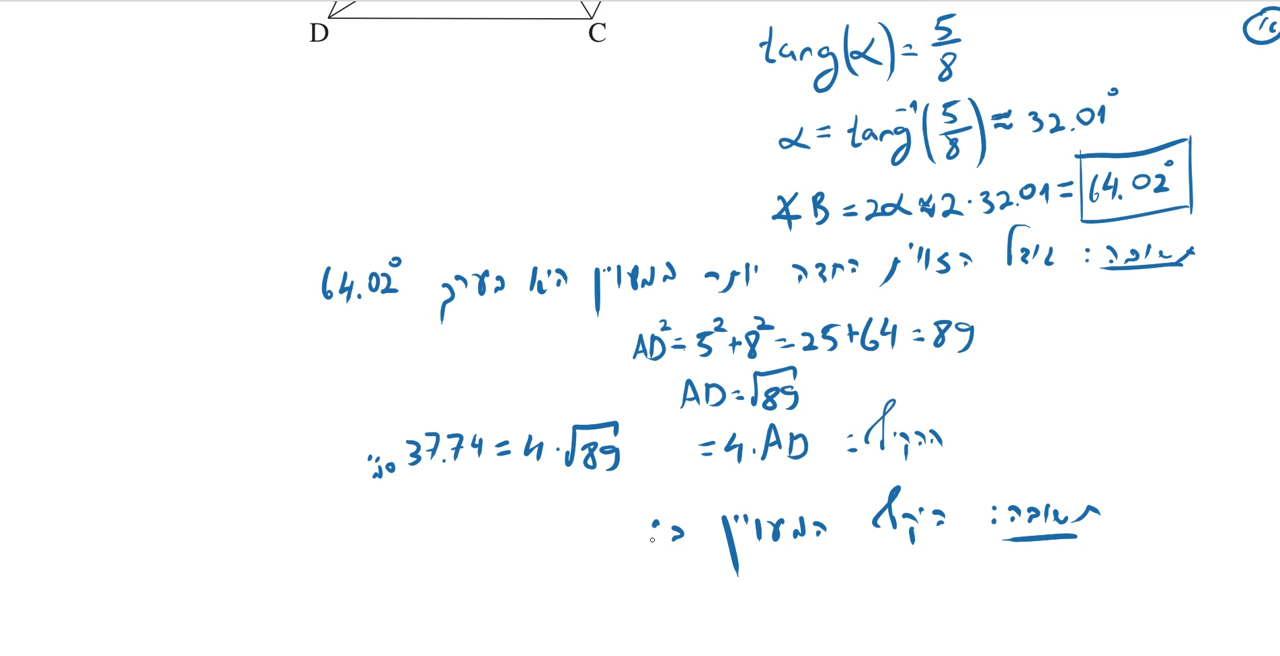 D C
tang(α) = 5/8
α = tang⁻¹(5/8) ≈ 32.01°
∢B = 2α ≈ 2·32.01 = 64.02°
תשובה: גודל הזווית החדה יותר במעויין היא בערך 64.02°
AD² = 5² + 8² = 25 + 64 = 89
AD = √89
ההיקף: = 4·AD = 4·√89 = 37.74
תשובה: היקף המעויין ב: